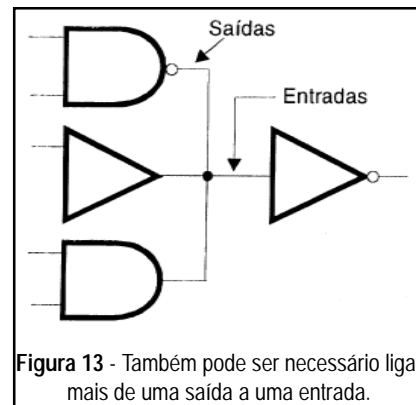 Saídas
Entradas
Figura 13 - Também pode ser necessário liga
mais de uma saída a uma entrada.